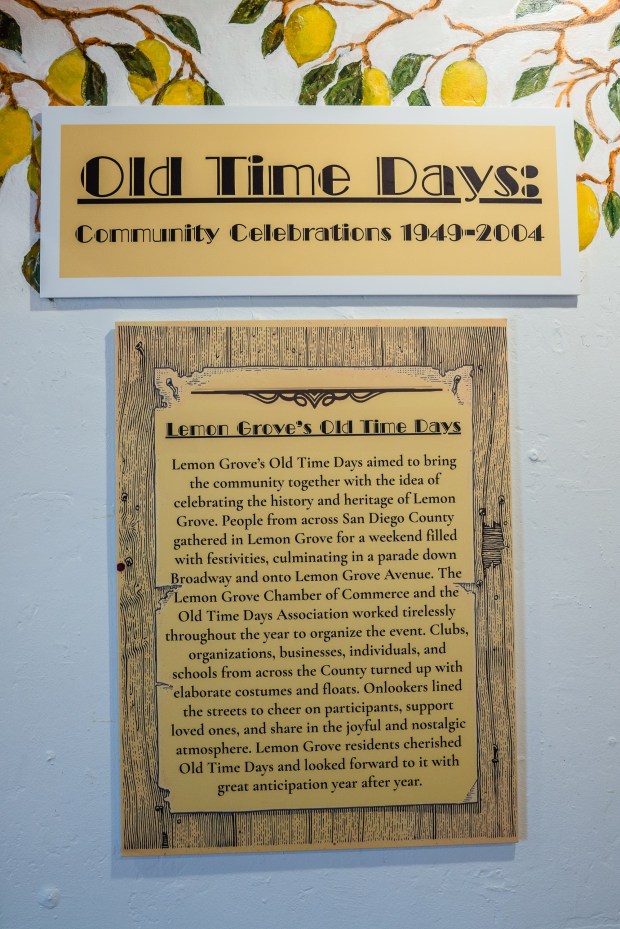 Old Time Days:
Community Celebrations 1949-2004
Lemon Grove's Old Time Days
Lemon Grove's Old Time Days aimed to bring
the community together with the idea of
celebrating the history and heritage of Lemon
Grove. People from across San Diego County
gathered in Lemon Grove for a weekend filled
with festivities, culminating in a parade down
Broadway and onto Lemon Grove Avenue. The
Lemon Grove Chamber of Commerce and the
Old Time Days Association worked tirelessly
throughout the year to organize the event. Clubs,
organizations, businesses, individuals, and
schools from across the County turned up with
elaborate costumes and floats. Onlookers lined
the streets to cheer on participants, support
loved ones, and share in the joyful and nostalgic
atmosphere. Lemon Grove residents cherished
Old Time Days and looked forward to it with
great anticipation year after year.